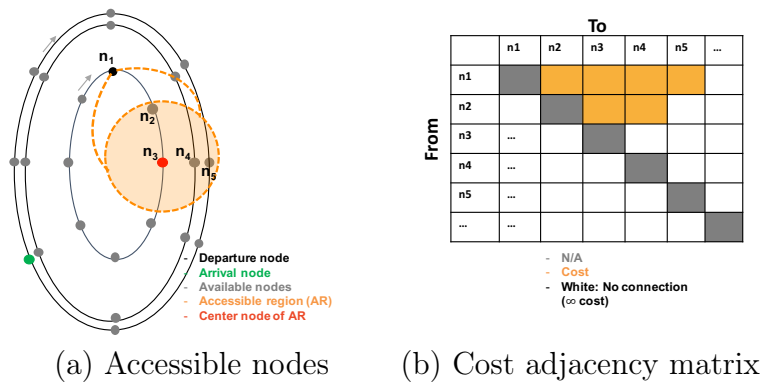 n1
n2
n3
n4
n5
- Departure node
- Arrival node
- Available nodes
- Accessible region (AR)
- Center node of AR
(a) Accessible nodes
To
n1 n2 n3 n4 n5 ...
From
n1
n2
n3 ...
n4 ...
n5 ...
... ...
- N/A
- Cost
- White: No connection
(∞ cost)
(b) Cost adjacency matrix